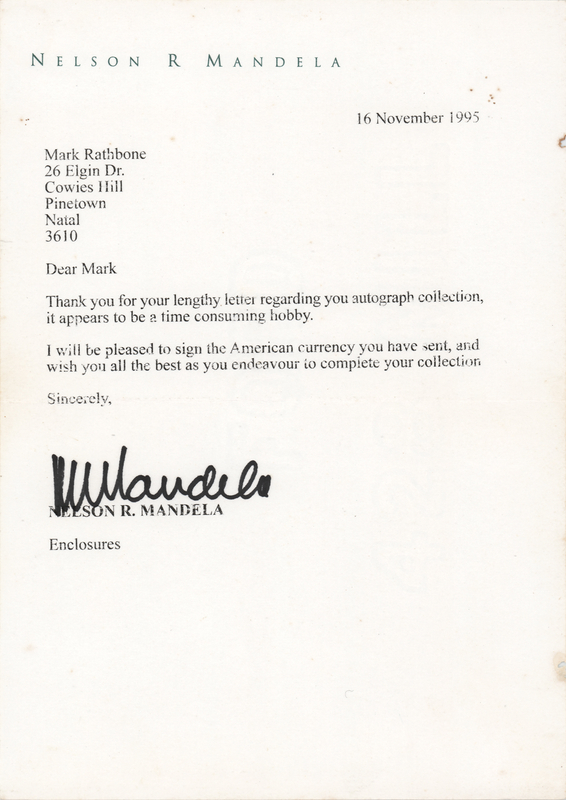 NELSON R MANDELA
16 November 1995
Mark Rathbone
26 Elgin Dr.
Cowies Hill
Pinetown
Natal
3610
Dear Mark
Thank you for your lengthy letter regarding you autograph collection,
it appears to be a time consuming hobby.
I will be pleased to sign the American currency you have sent, and
wish you all the best as you endeavour to complete your collection
Sincerely,
NMandela
NELSON R. MANDELA
Enclosures